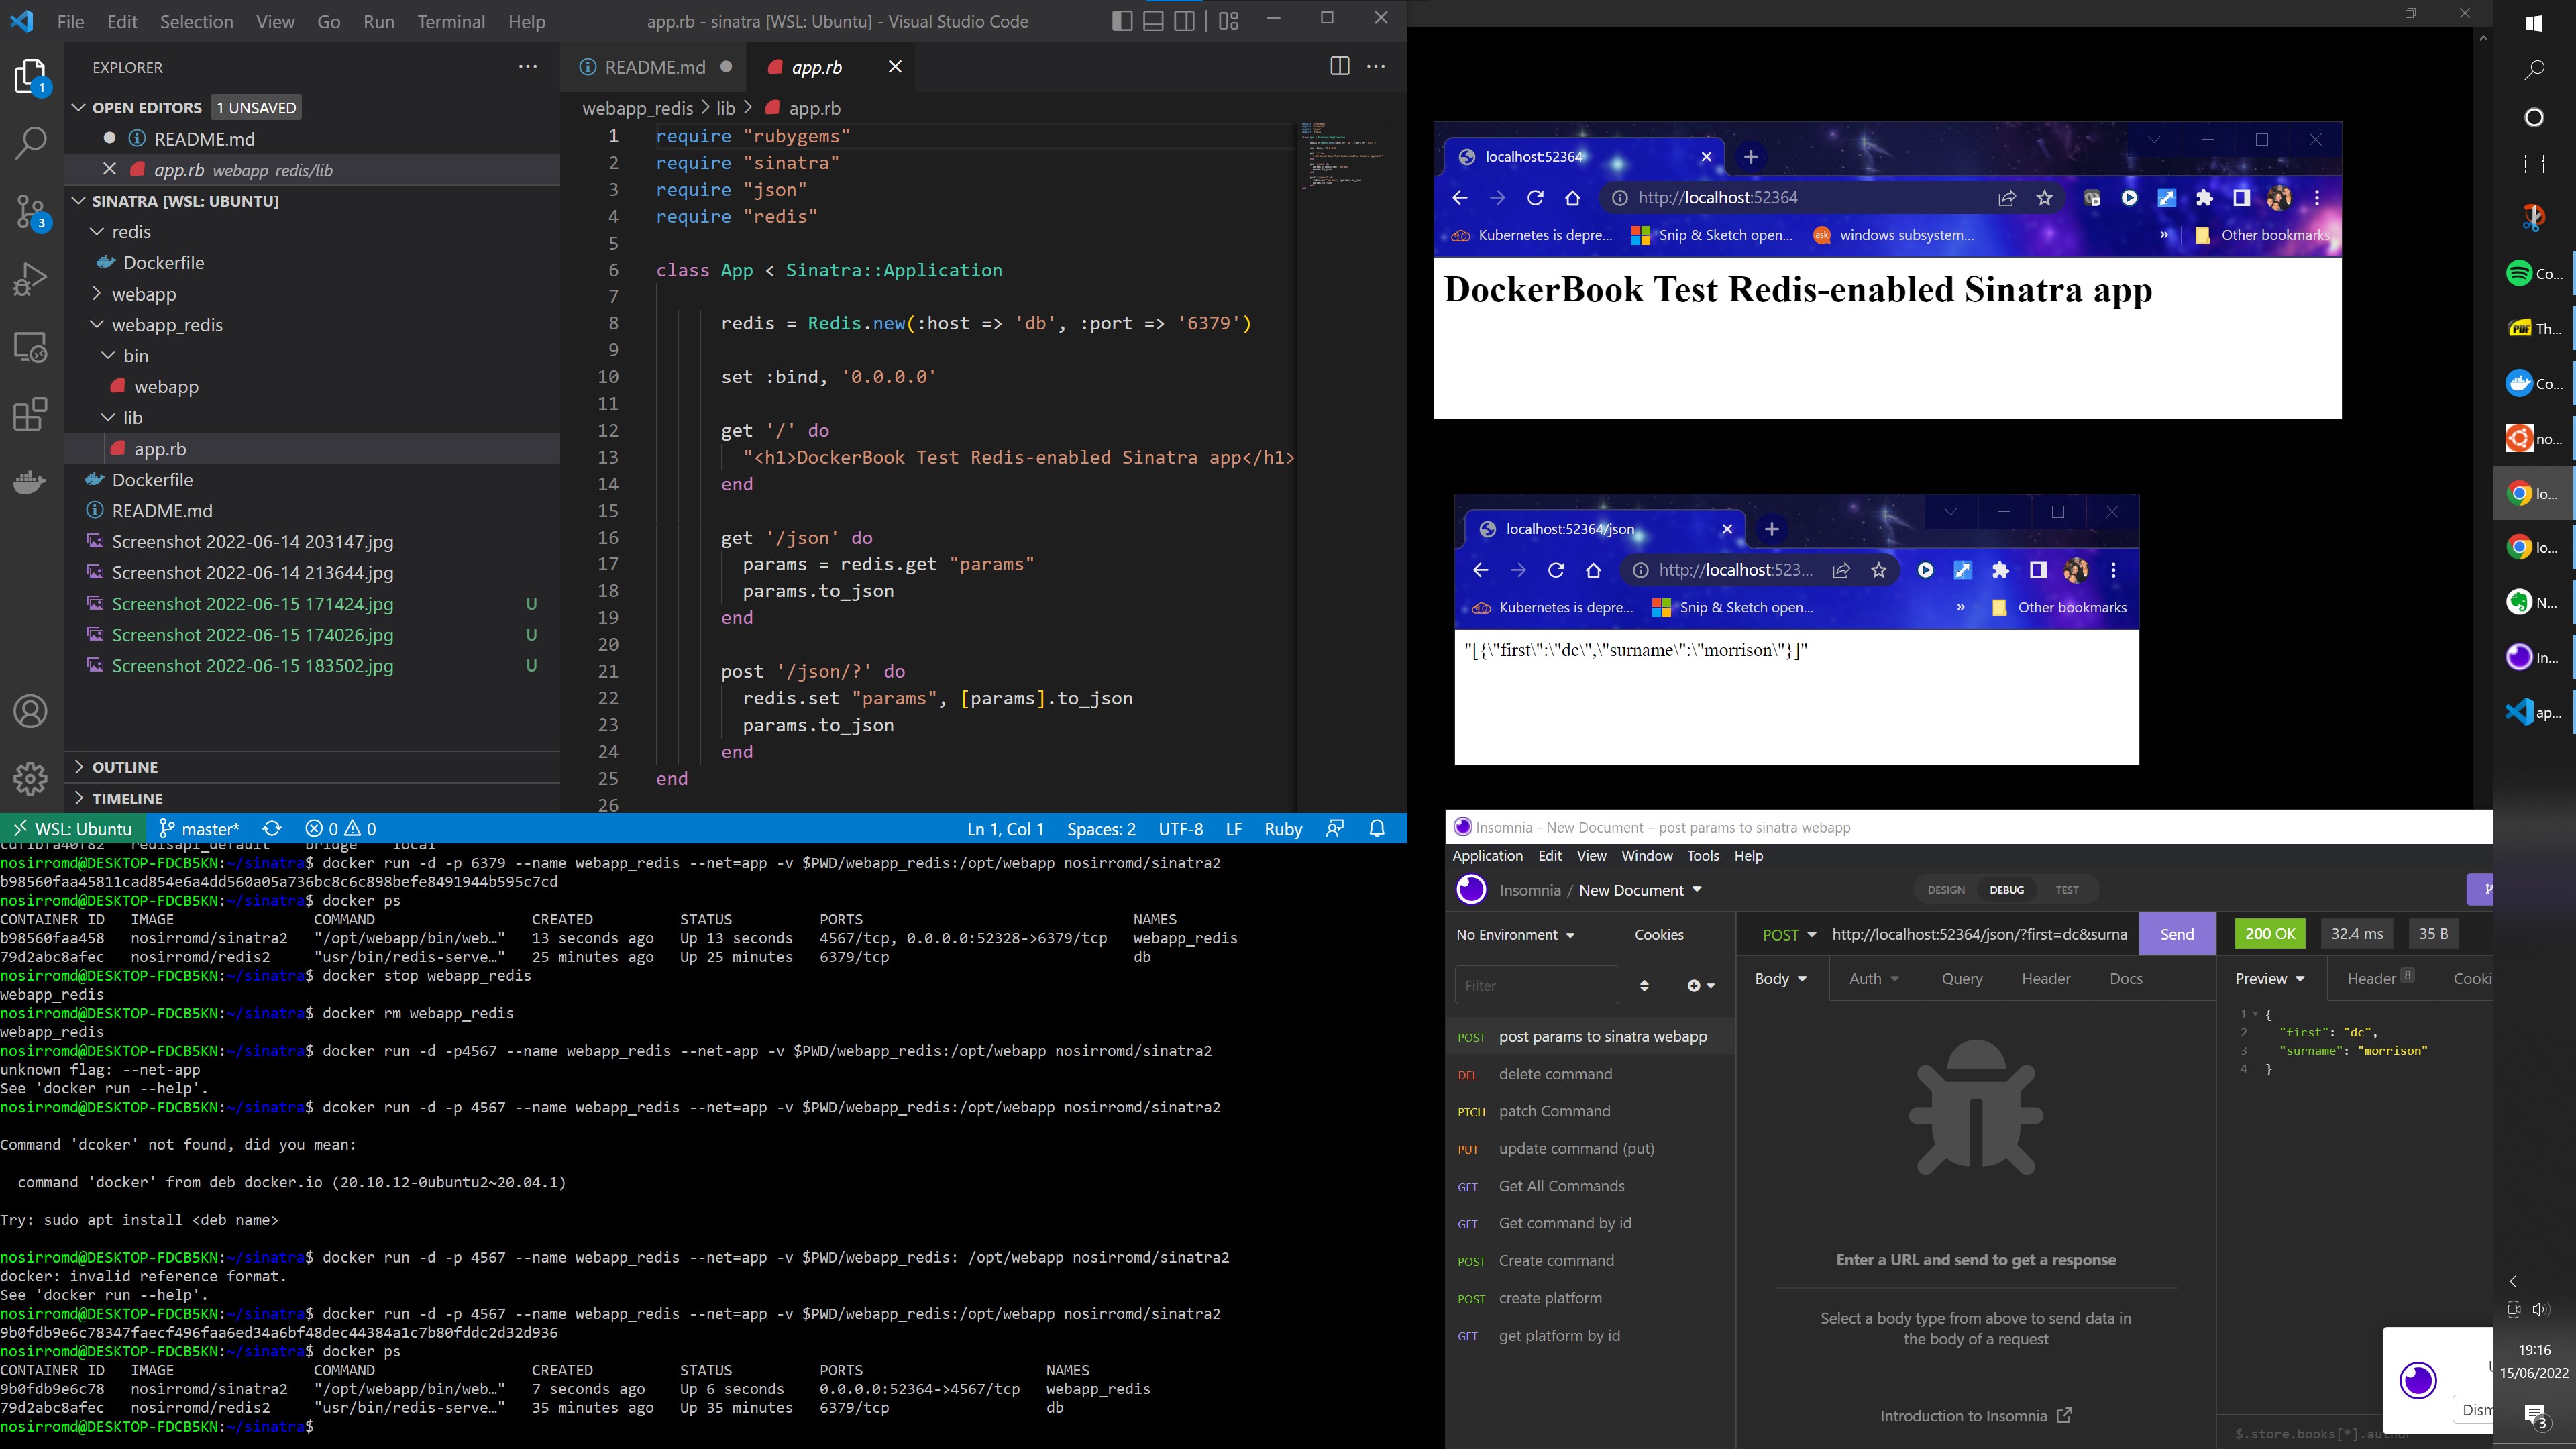 File Edit Selection View Go Run Terminal Help
app.rb - sinatra [WSL: Ubuntu] - Visual Studio Code
EXPLORER
OPEN EDITORS 1 UNSAVED
README.md
app.rb webapp_redis/lib
SINATRA [WSL: UBUNTU]
redis
Dockerfile
webapp
webapp_redis
bin
webapp
lib
app.rb
Dockerfile
README.md
Screenshot 2022-06-14 203147.jpg
Screenshot 2022-06-14 213644.jpg
Screenshot 2022-06-15 171424.jpg U
Screenshot 2022-06-15 174026.jpg U
Screenshot 2022-06-15 183502.jpg U
OUTLINE
TIMELINE
1
3
README.md app.rb
webapp_redis > lib > app.rb
1 require "rubygems"
2 require "sinatra"
3 require "json"
4 require "redis"
5
6 class App < Sinatra::Application
7
8 redis = Redis.new(:host => 'db', :port => '6379')
9
10 set :bind, '0.0.0.0'
11
12 get '/' do
13 "<h1>DockerBook Test Redis-enabled Sinatra app</h1>
14 end
15
16 get '/json' do
17 params = redis.get "params"
18 params.to_json
19 end
20
21 post '/json/?' do
22 redis.set "params", [params].to_json
23 params.to_json
24 end
25 end
26
WSL: Ubuntu master* 0 0 Ln 1, Col 1 Spaces: 2 UTF-8 LF Ruby
cdf1bfa40f82 redisapi_default bridge local
nosirromd@DESKTOP-FDCB5KN:~/sinatra$ docker run -d -p 6379 --name webapp_redis --net=app -v $PWD/webapp_redis:/opt/webapp nosirromd/sinatra2
b98560faa45811cad854e6a4dd560a05a736bc8c6c898befe8491944b595c7cd
nosirromd@DESKTOP-FDCB5KN:~/sinatra$ docker ps
CONTAINER ID IMAGE COMMAND CREATED STATUS PORTS NAMES
b98560faa458 nosirromd/sinatra2 "/opt/webapp/bin/web…" 13 seconds ago Up 13 seconds 4567/tcp, 0.0.0.0:52328->6379/tcp webapp_redis
79d2abc8afec nosirromd/redis2 "usr/bin/redis-serve…" 25 minutes ago Up 25 minutes 6379/tcp db
nosirromd@DESKTOP-FDCB5KN:~/sinatra$ docker stop webapp_redis
webapp_redis
nosirromd@DESKTOP-FDCB5KN:~/sinatra$ docker rm webapp_redis
webapp_redis
nosirromd@DESKTOP-FDCB5KN:~/sinatra$ docker run -d -p4567 --name webapp_redis --net-app -v $PWD/webapp_redis:/opt/webapp nosirromd/sinatra2
unknown flag: --net-app
See 'docker run --help'.
nosirromd@DESKTOP-FDCB5KN:~/sinatra$ dcoker run -d -p 4567 --name webapp_redis --net=app -v $PWD/webapp_redis:/opt/webapp nosirromd/sinatra2
Command 'dcoker' not found, did you mean:
command 'docker' from deb docker.io (20.10.12-0ubuntu2~20.04.1)
Try: sudo apt install <deb name>
nosirromd@DESKTOP-FDCB5KN:~/sinatra$ docker run -d -p 4567 --name webapp_redis --net=app -v $PWD/webapp_redis: /opt/webapp nosirromd/sinatra2
docker: invalid reference format.
See 'docker run --help'.
nosirromd@DESKTOP-FDCB5KN:~/sinatra$ docker run -d -p 4567 --name webapp_redis --net=app -v $PWD/webapp_redis:/opt/webapp nosirromd/sinatra2
9b0fdb9e6c78347faecf496faa6ed34a6bf48dec44384a1c7b80fddc2d32d936
nosirromd@DESKTOP-FDCB5KN:~/sinatra$ docker ps
CONTAINER ID IMAGE COMMAND CREATED STATUS PORTS NAMES
9b0fdb9e6c78 nosirromd/sinatra2 "/opt/webapp/bin/web…" 7 seconds ago Up 6 seconds 0.0.0.0:52364->4567/tcp webapp_redis
79d2abc8afec nosirromd/redis2 "usr/bin/redis-serve…" 35 minutes ago Up 35 minutes 6379/tcp db
nosirromd@DESKTOP-FDCB5KN:~/sinatra$
localhost:52364
http://localhost:52364
Kubernetes is depre... Snip & Sketch open... ask windows subsystem... » Other bookmarks
DockerBook Test Redis-enabled Sinatra app
localhost:52364/json
http://localhost:523...
Kubernetes is depre... Snip & Sketch open... » Other bookmarks
"[{\"first\":\"dc\",\"surname\":\"morrison\"}]"
Insomnia - New Document – post params to sinatra webapp
Application Edit View Window Tools Help
Insomnia / New Document DESIGN DEBUG TEST
No Environment Cookies
POST http://localhost:52364/json/?first=dc&surna Send
200 OK 32.4 ms 35 B
Filter
Body Auth Query Header Docs
Preview Header 8 Cooki
POST post params to sinatra webapp
DEL delete command
PTCH patch Command
PUT update command (put)
GET Get All Commands
GET Get command by id
POST Create command
POST create platform
GET get platform by id
Enter a URL and send to get a response
Select a body type from above to send data in
the body of a request
Introduction to Insomnia
1 {
2 "first": "dc",
3 "surname": "morrison"
4 }
$.store.books[*].author
Dism
Co...
PDF Th...
Co...
no...
lo...
lo...
N...
In...
ap...
19:16
15/06/2022
3